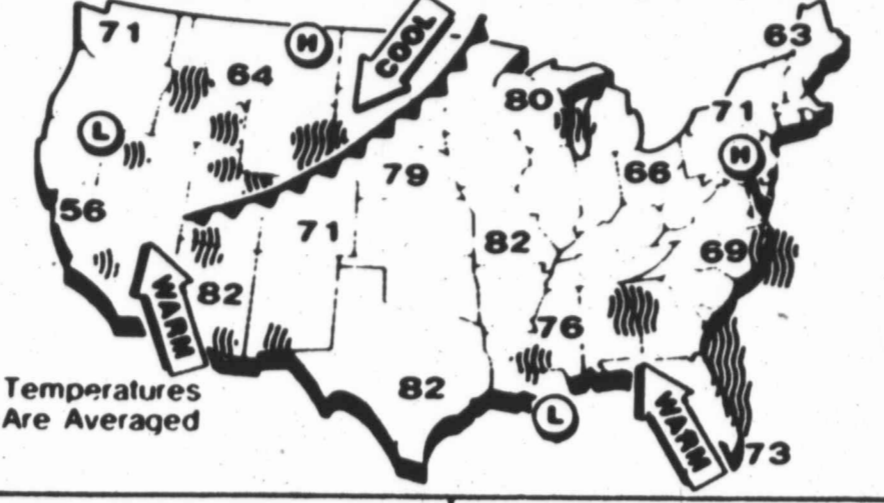 71
H
COOL
63
64
80
71
L
H
79
66
56
71
82
69
WARM
82
76
Temperatures
Are Averaged
82
L
WARM
73